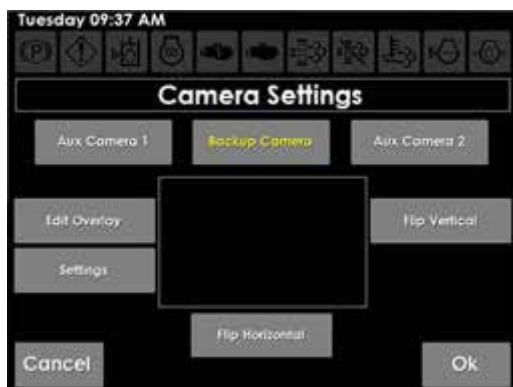 Tuesday 09:37 AM
Camera Settings
Aux Camera 1
Backup Camera
Aux Camera 2
Edit Overlay
Flip Vertical
Settings
Flip Horizontal
Cancel
Ok